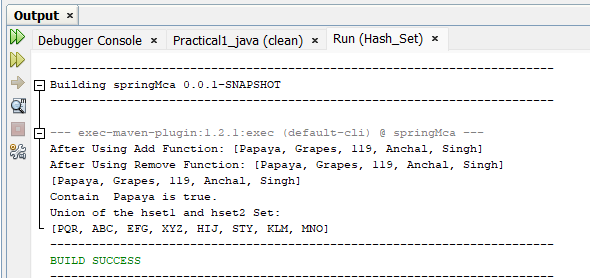 Output ×
Debugger Console × Practical1_java (clean) × Run (Hash_Set) ×
------------------------------------------------------------------------
Building springMca 0.0.1-SNAPSHOT
------------------------------------------------------------------------
--- exec-maven-plugin:1.2.1:exec (default-cli) @ springMca ---
After Using Add Function: [Papaya, Grapes, 119, Anchal, Singh]
After Using Remove Function: [Papaya, Grapes, 119, Anchal, Singh]
[Papaya, Grapes, 119, Anchal, Singh]
Contain  Papaya is true.
Union of the hset1 and hset2 Set:
[PQR, ABC, EFG, XYZ, HIJ, STY, KLM, MNO]
------------------------------------------------------------------------
BUILD SUCCESS
------------------------------------------------------------------------